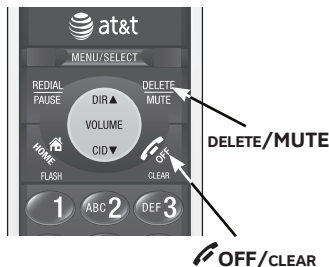 at&t
MENU/SELECT
REDIAL
PAUSE
DELETE
MUTE
DIR▲
VOLUME
CID▼
HOME
OFF
FLASH
CLEAR
1
ABC 2
DEF 3
DELETE/MUTE
OFF/CLEAR